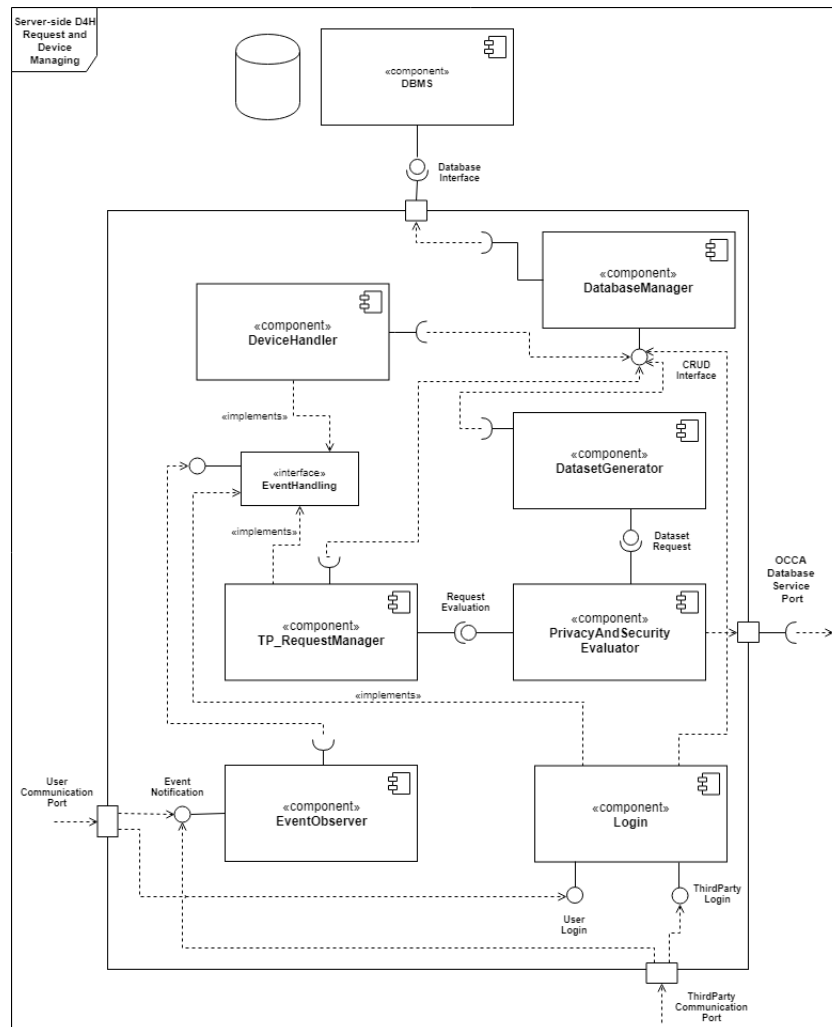 Server-side D4H
Request and
Device
Managing
«component»
DBMS
Database
Interface
«component»
DatabaseManager
«component»
DeviceHandler
CRUD
Interface
«implements»
«component»
DatasetGenerator
«interface»
EventHandling
«implements»
Dataset
Request
OCCA
Database
Service
Port
Request
Evaluation
«component»
TP_RequestManager
«component»
PrivacyAndSecurity
Evaluator
«implements»
User
Communication
Port
Event
Notification
«component»
EventObserver
«component»
Login
User
Login
ThirdParty
Login
ThirdParty
Communication
Port